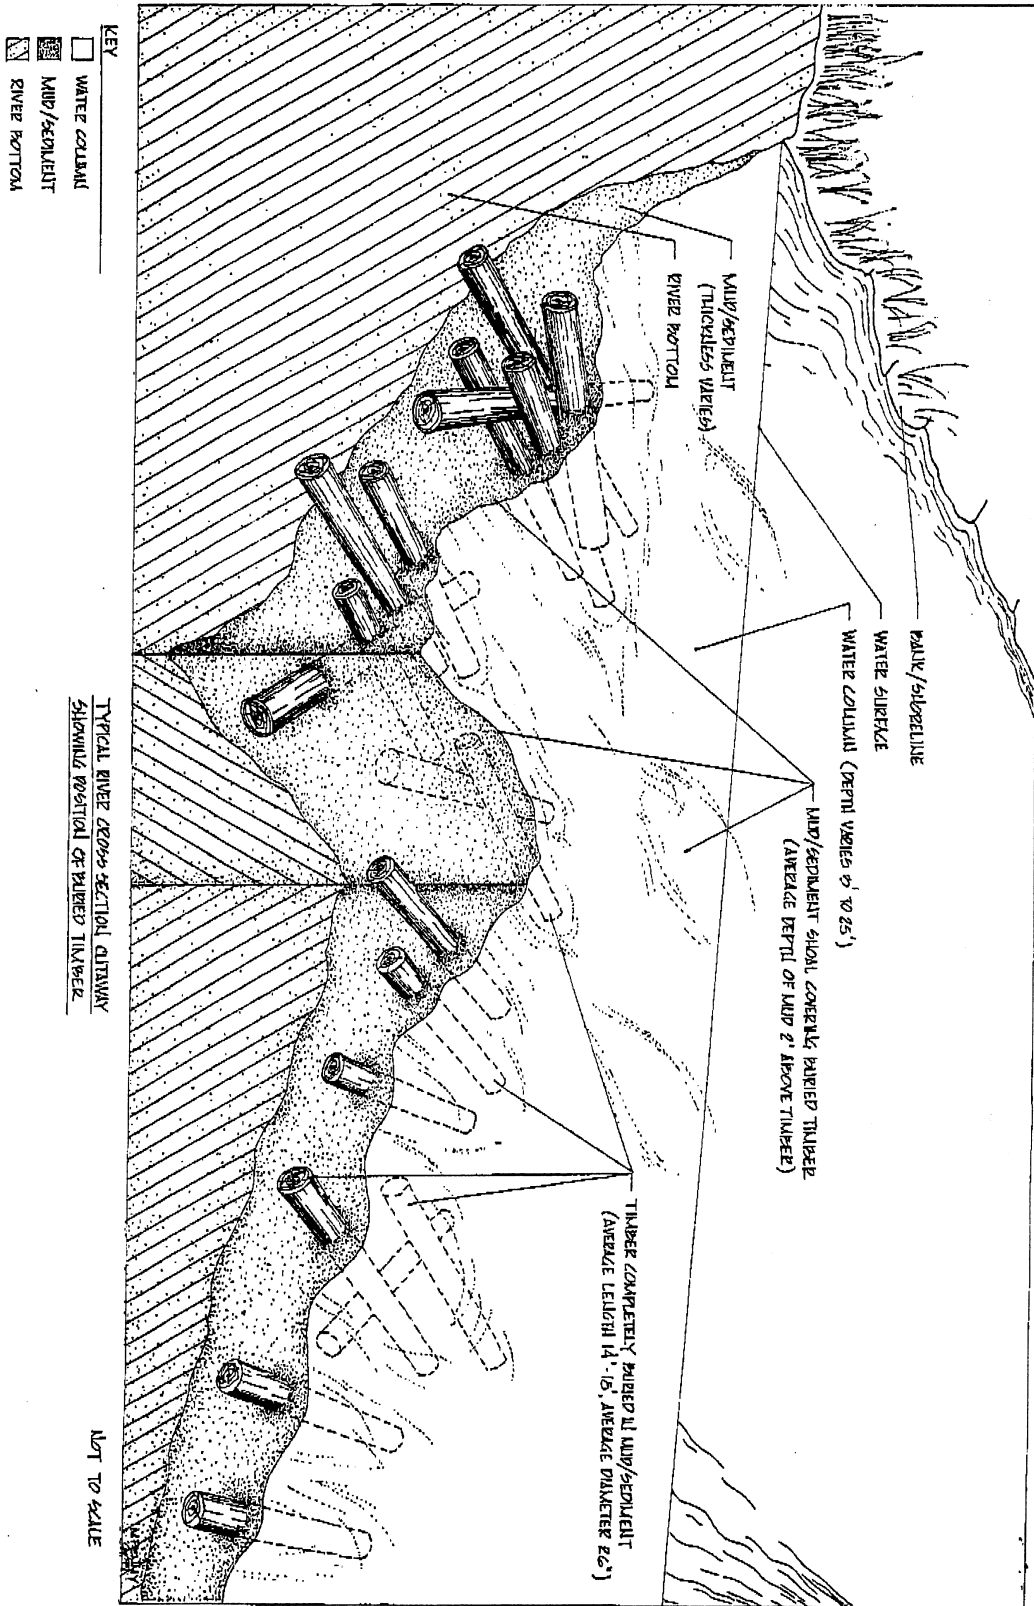 BANK/SHORELINE
WATER SURFACE
WATER COLUMN (DEPTH VARIES 6' TO 25')
MUD/SEDIMENT SHOAL COVERING BURIED TIMBER
(AVERAGE DEPTH OF MUD 2' ABOVE TIMBER)
MUD/SEDIMENT
(THICKNESS VARIES)
RIVER BOTTOM
TIMBER COMPLETELY BURIED IN MUD/SEDIMENT
(AVERAGE LENGTH 14'-18', AVERAGE DIAMETER 26")
KEY
WATER COLUMN
MUD/SEDIMENT
RIVER BOTTOM
TYPICAL RIVER CROSS-SECTION CUTAWAY
SHOWING POSITION OF BURIED TIMBER
NOT TO SCALE